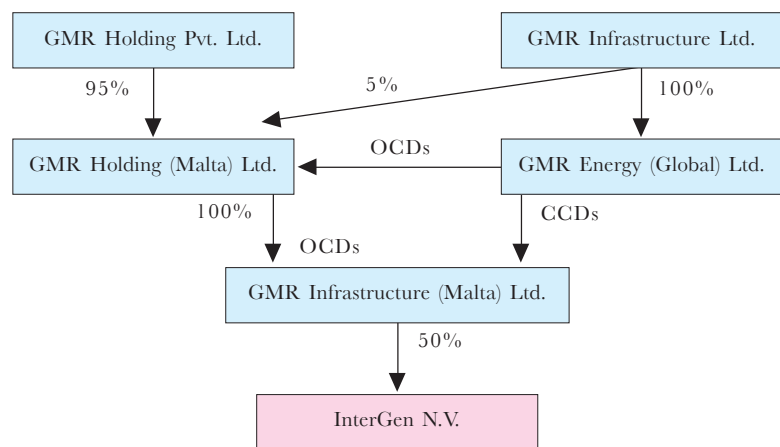 GMR Holding Pvt. Ltd.
GMR Infrastructure Ltd.
95%
5%
100%
GMR Holding (Malta) Ltd.
OCDs
GMR Energy (Global) Ltd.
100%
CCDs
OCDs
GMR Infrastructure (Malta) Ltd.
50%
InterGen N.V.